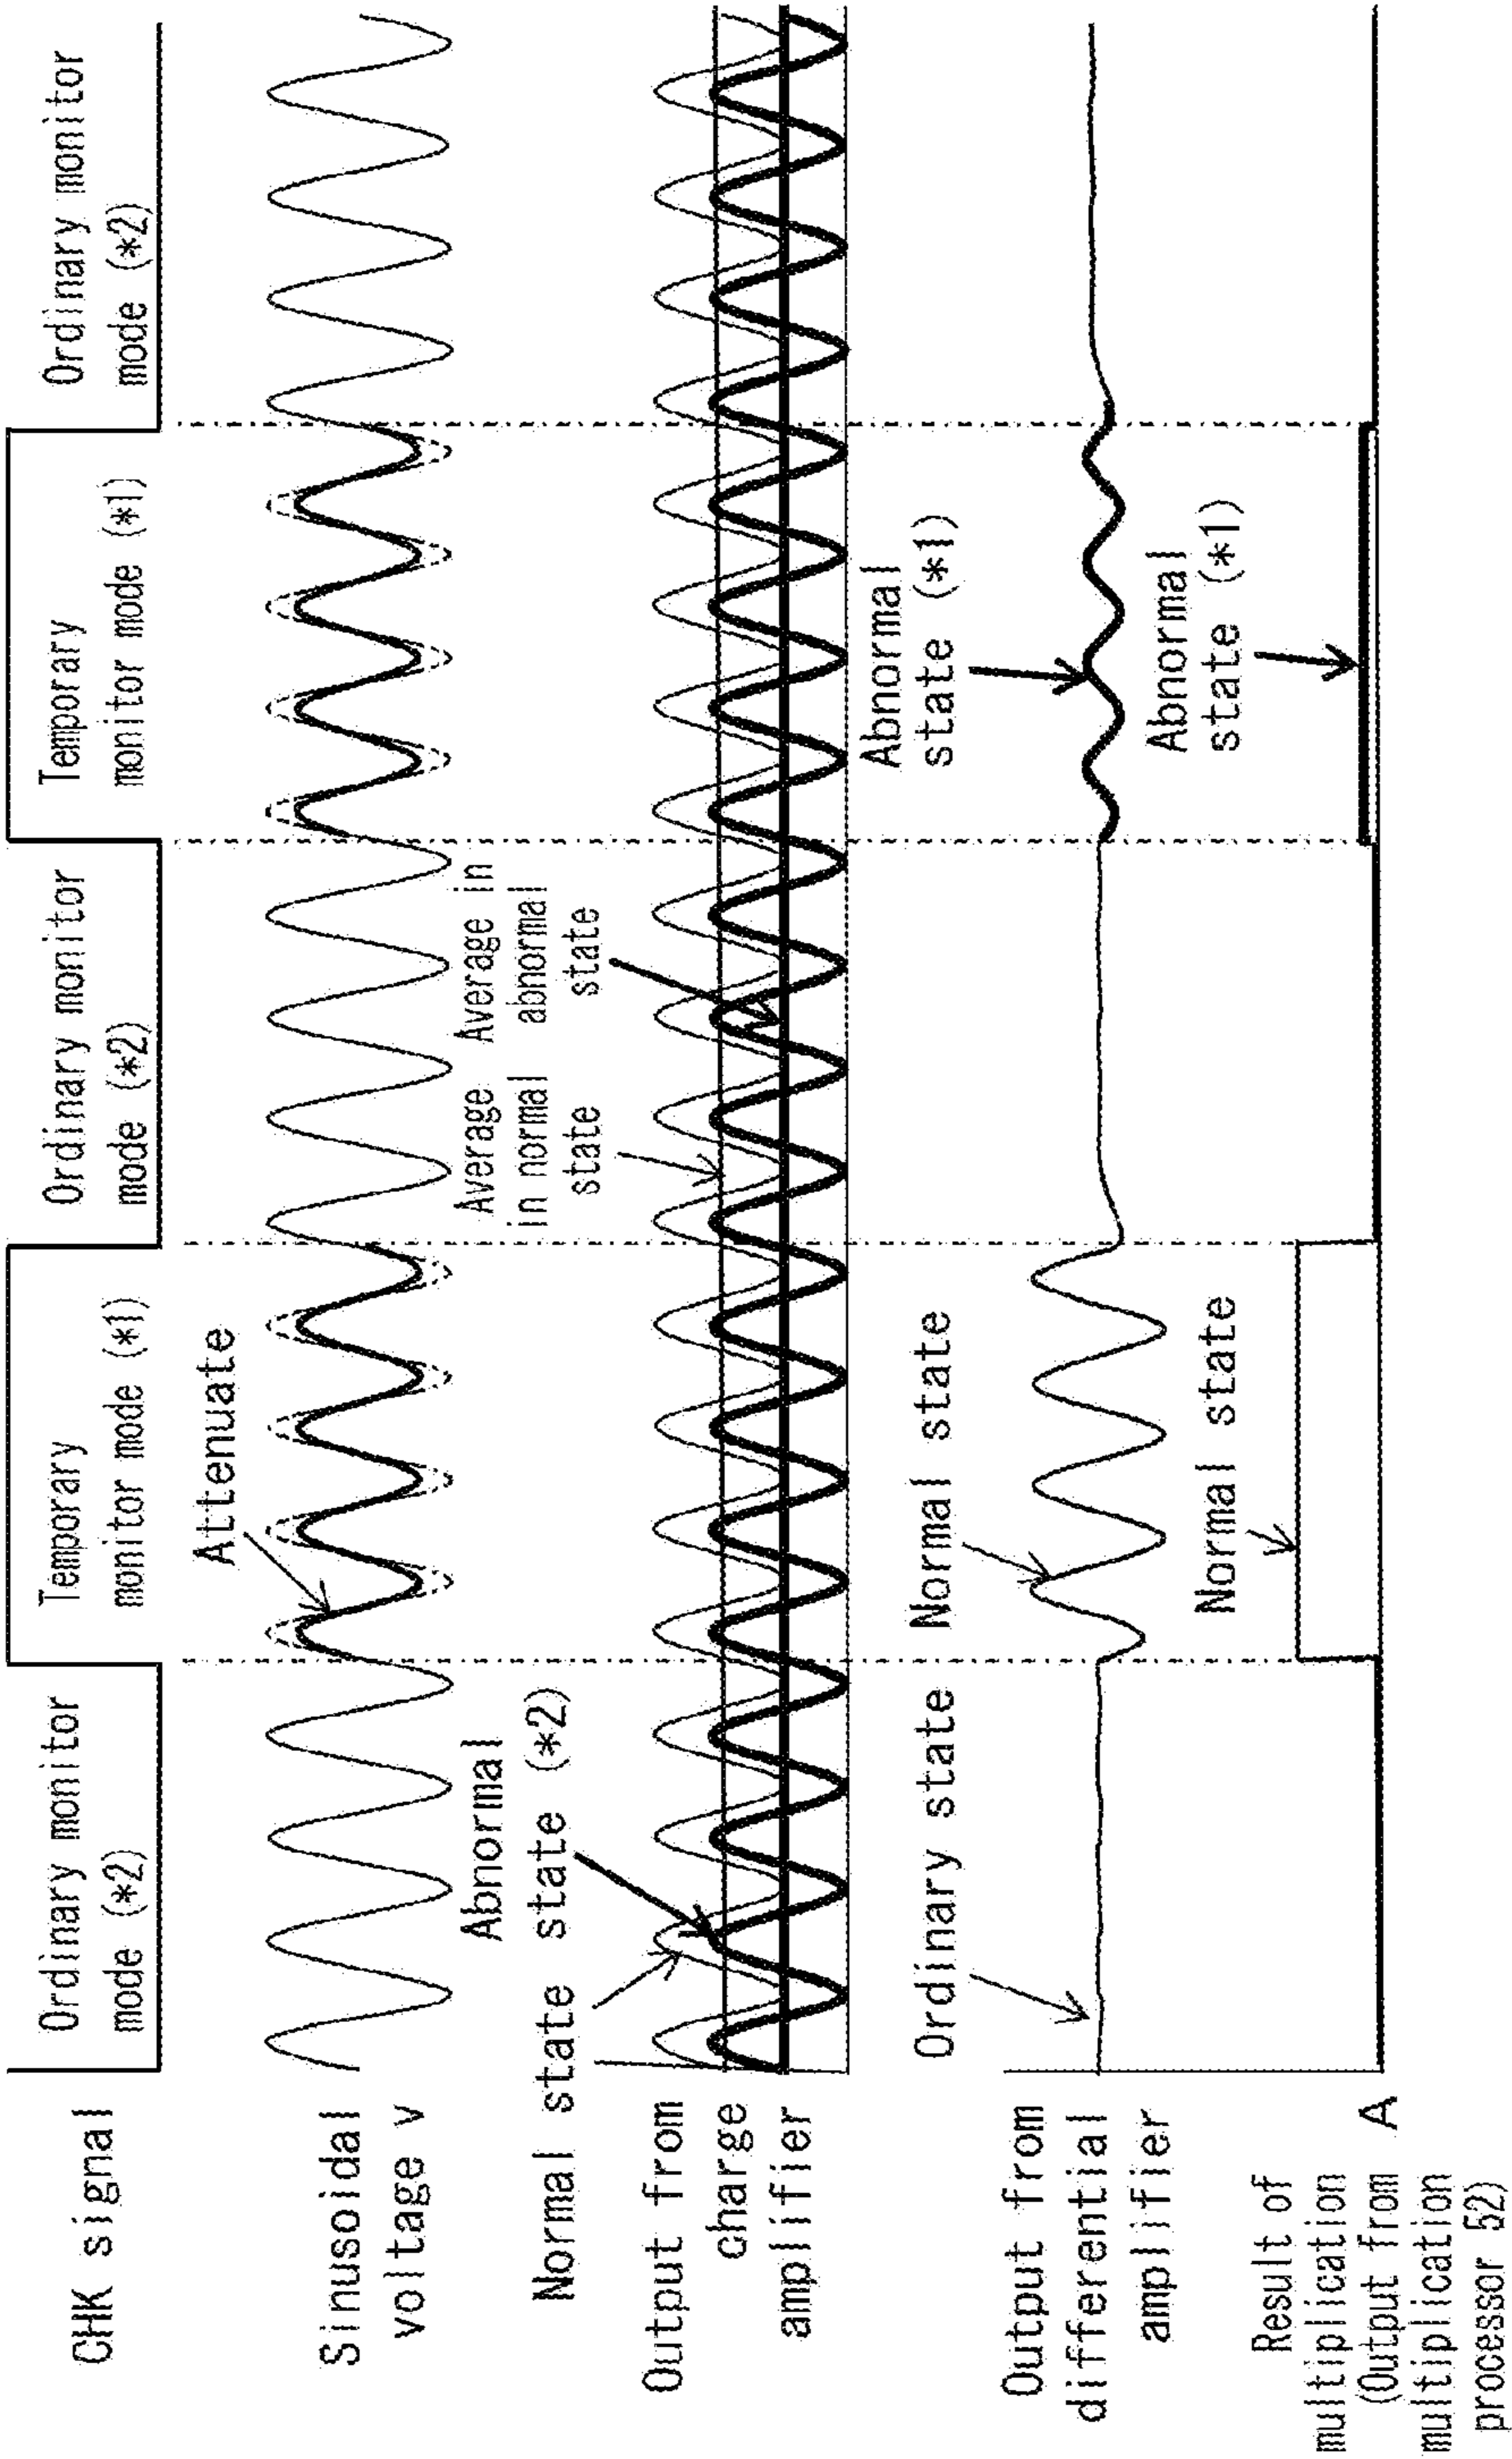 CHK signal
Ordinary monitor
mode (*2)
Temporary
monitor mode (*1)
Ordinary monitor
mode (*2)
Temporary
monitor mode (*1)
Ordinary monitor
mode (*2)
Sinusoidal
voltage v
Attenuate
Abnormal
state (*2)
Normal state
Average
in normal
state
Average in
abnormal
state
Output from
charge
amplifier
Output from
differential
amplifier
Ordinary state
Normal state
Abnormal
state (*1)
Result of
multiplication
(Output from
multiplication
processor 52)
A
Normal state
Abnormal
state (*1)